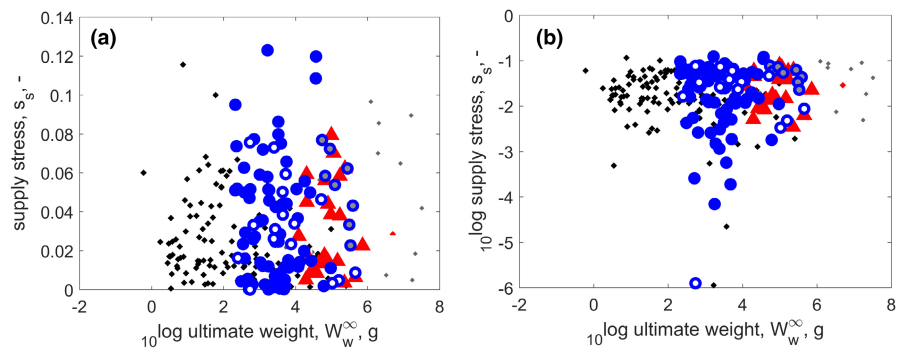 (a)
0.14
0.12
0.10
0.08
0.06
0.04
0.02
0
supply stress, s_s, -
-2 0 2 4 6 8
₁₀log ultimate weight, W_w^∞, g
(b)
-0
-1
-2
-3
-4
-5
-6
₁₀log supply stress, s_s, -
-2 0 2 4 6 8
₁₀log ultimate weight, W_w^∞, g